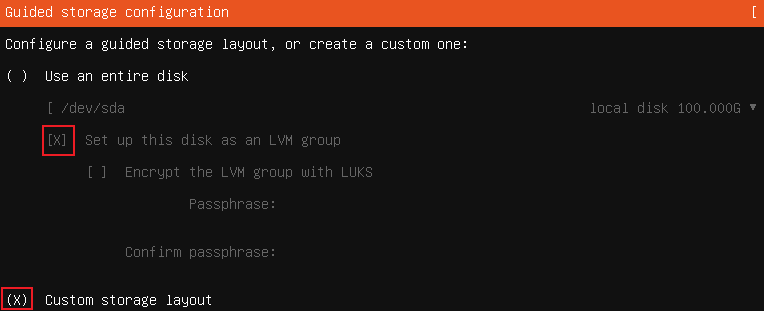 Guided storage configuration [
Configure a guided storage layout, or create a custom one:
( ) Use an entire disk
[ /dev/sda local disk 100.000G ▼
[X] Set up this disk as an LVM group
[ ] Encrypt the LVM group with LUKS
Passphrase:
Confirm passphrase:
(X) Custom storage layout